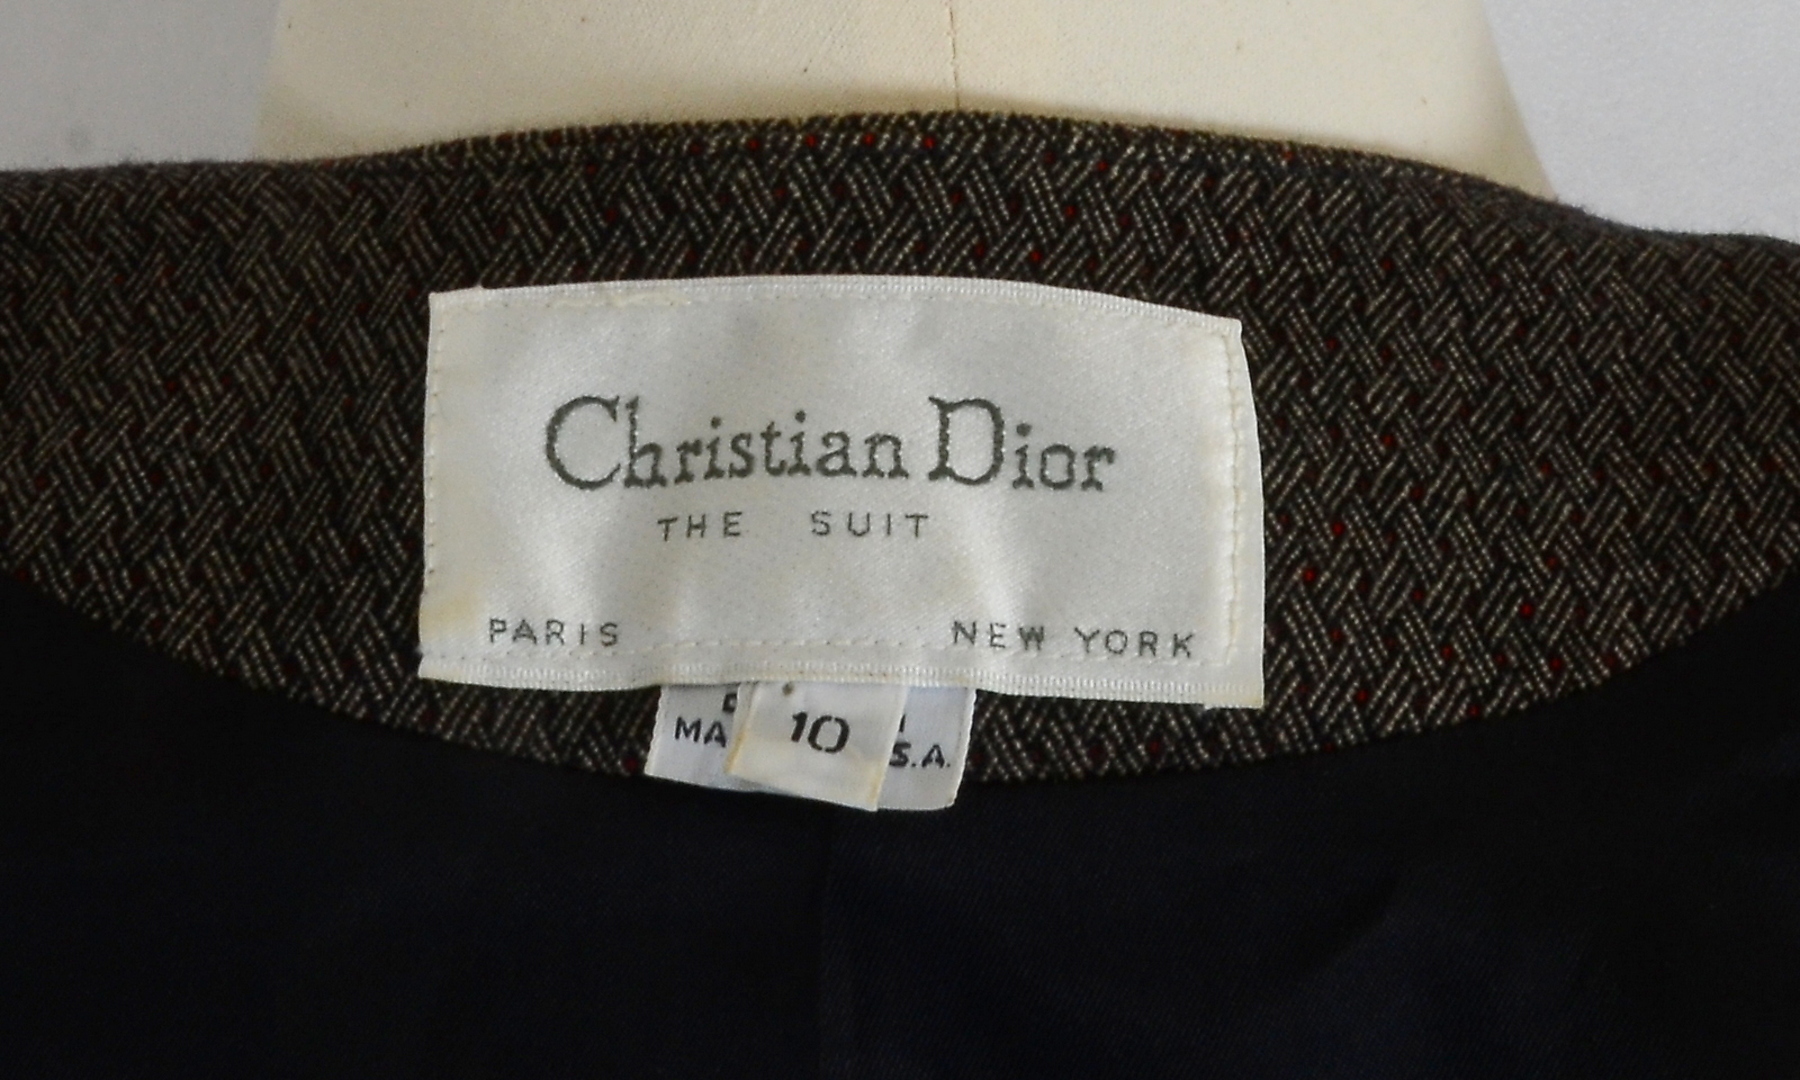 Christian Dior
THE SUIT
PARIS NEW YORK
10
MA S.A.